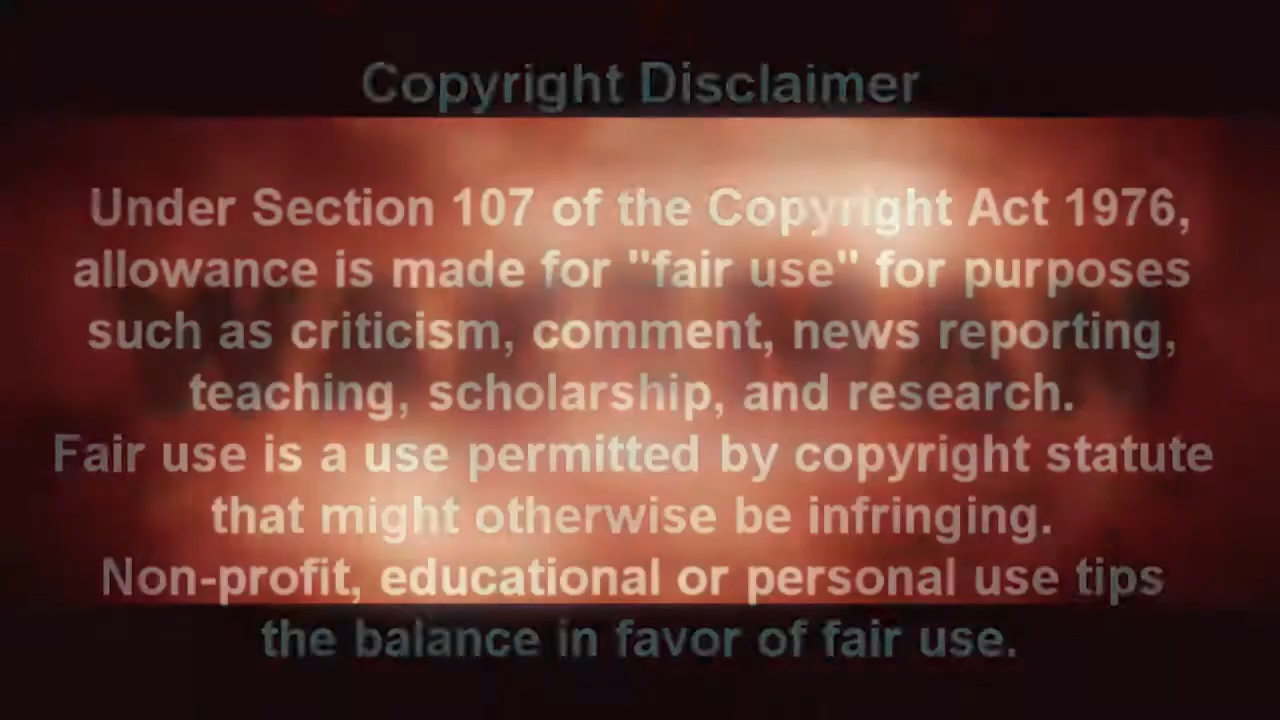 Copyright Disclaimer
Under Section 107 of the Copyright Act 1976,
allowance is made for "fair use" for purposes
such as criticism, comment, news reporting,
teaching, scholarship, and research.
Fair use is a use permitted by copyright statute
that might otherwise be infringing.
Non-profit, educational or personal use tips
the balance in favor of fair use.